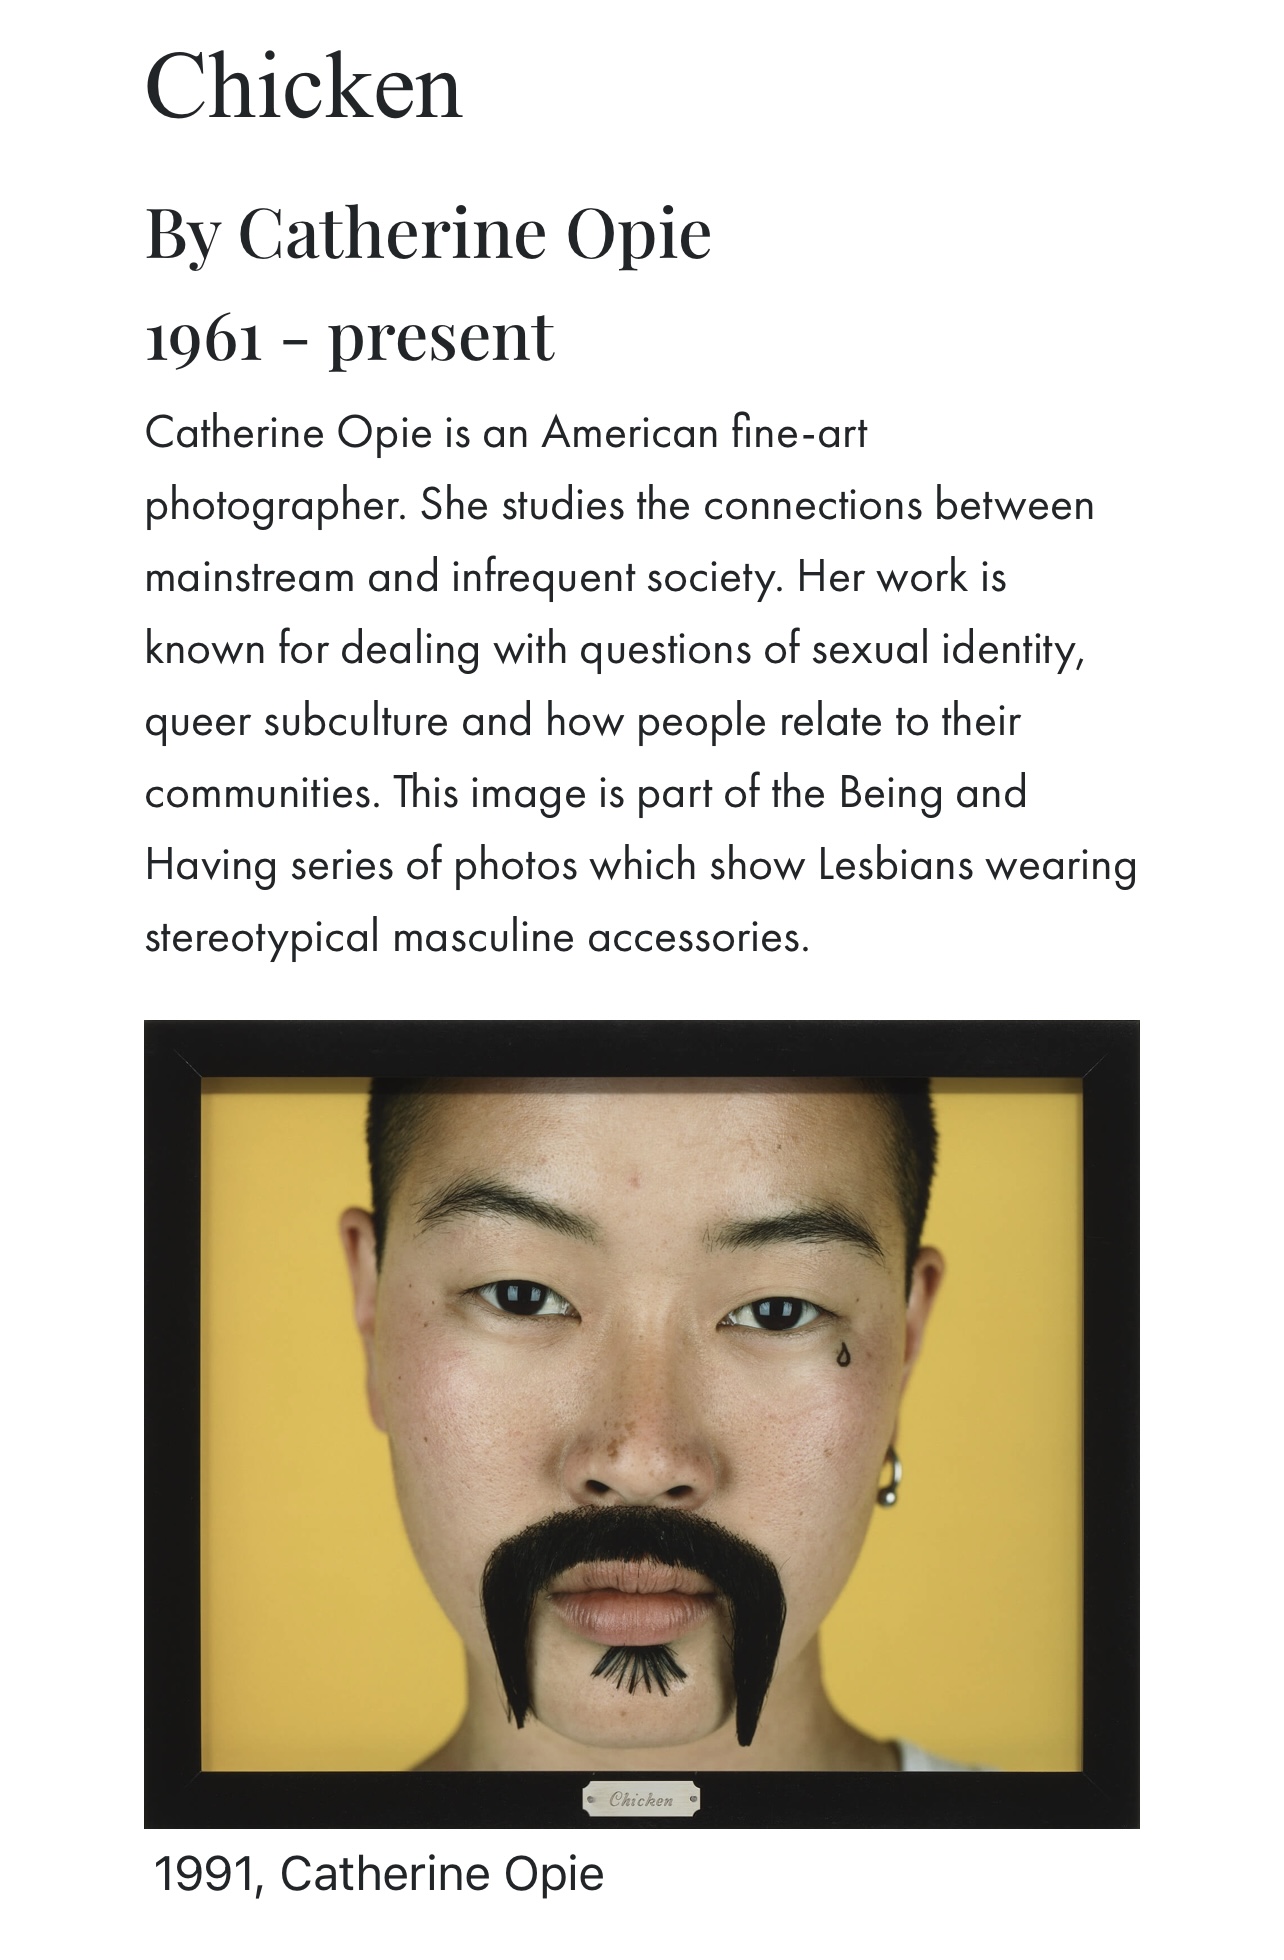 Chicken
By Catherine Opie
1961 - present
Catherine Opie is an American fine-art
photographer. She studies the connections between
mainstream and infrequent society. Her work is
known for dealing with questions of sexual identity,
queer subculture and how people relate to their
communities. This image is part of the Being and
Having series of photos which show Lesbians wearing
stereotypical masculine accessories.
Chicken
1991, Catherine Opie